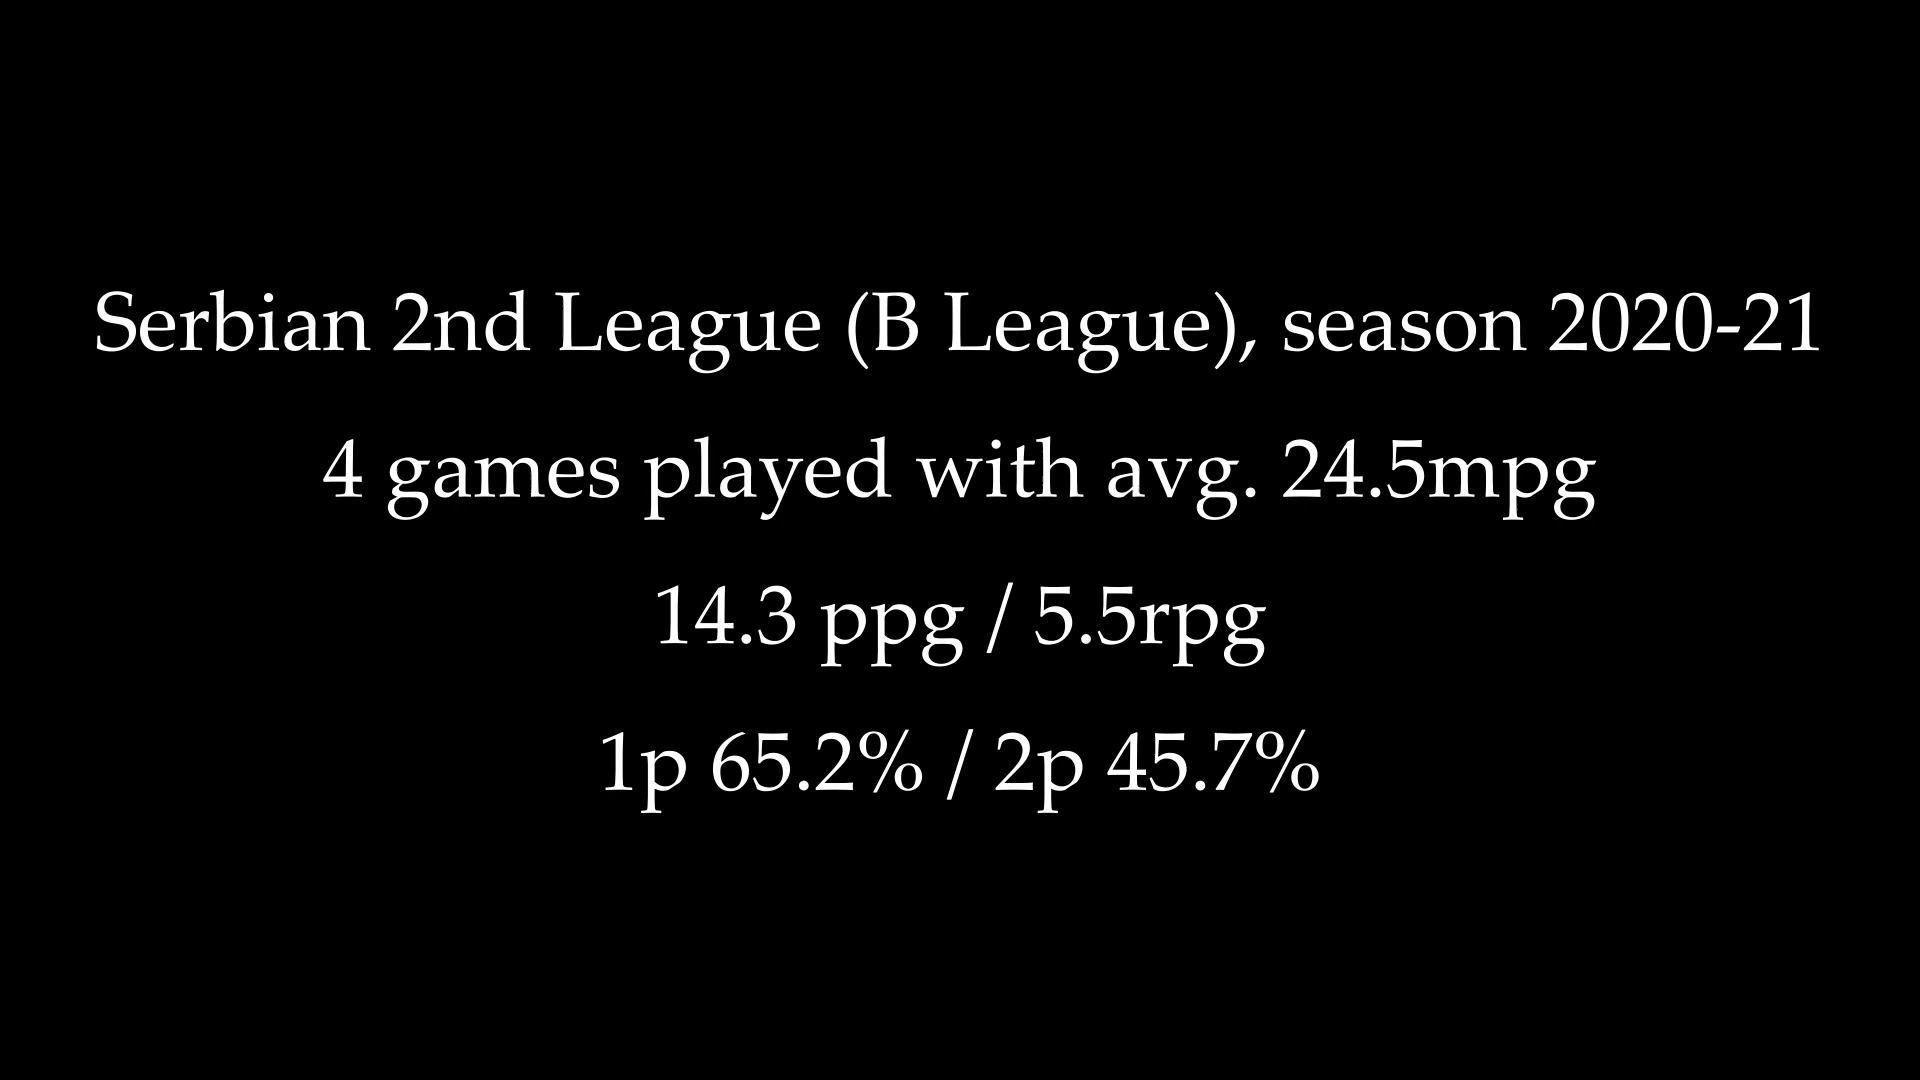 Serbian 2nd League (B League), season 2020-21
4 games played with avg. 24.5mpg
14.3 ppg / 5.5rpg
1p 65.2% / 2p 45.7%